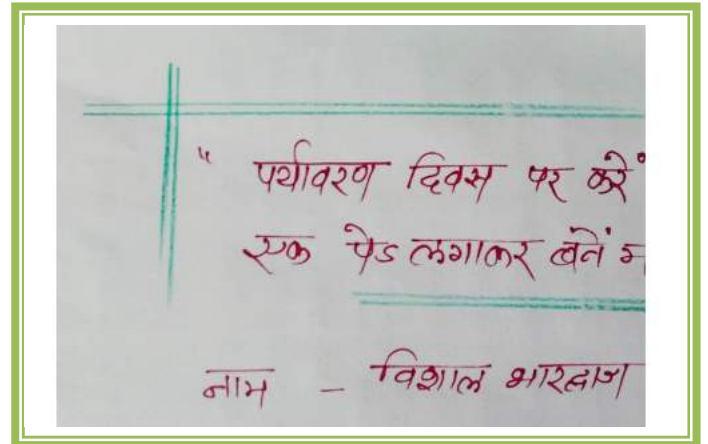 " पर्यावरण दिवस पर करें
एक पेड लगाकर बनें
नाम - विशाल भारद्वाज